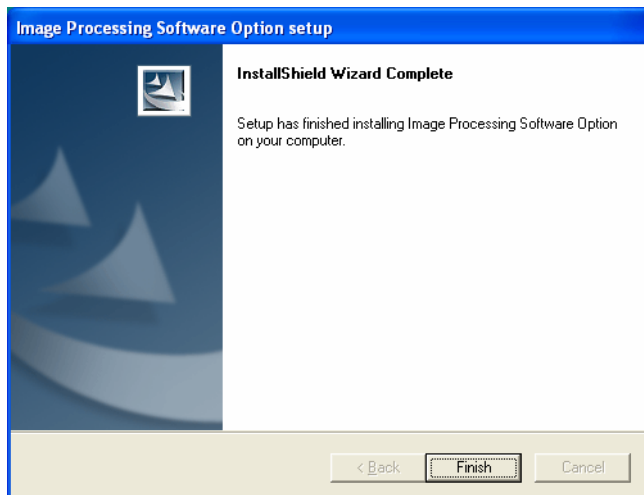 Image Processing Software Option setup
InstallShield Wizard Complete
Setup has finished installing Image Processing Software Option
on your computer.
< Back
Finish
Cancel